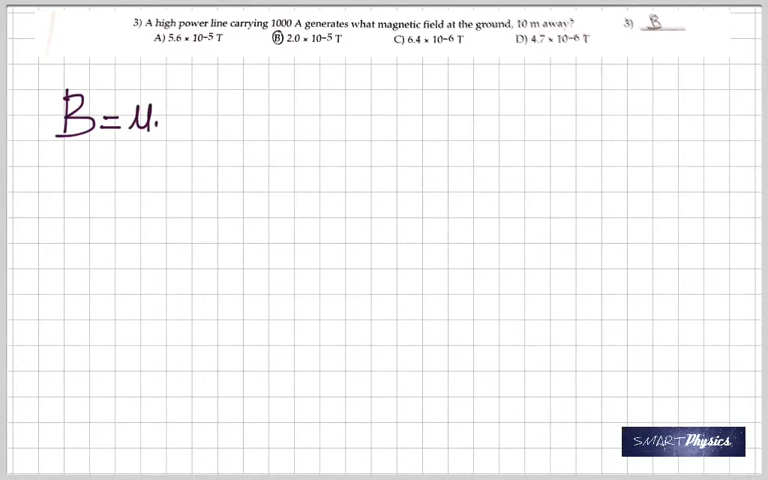 3) A high power line carrying 1000 A generates what magnetic field at the ground, 10 m away? 3) B
A) 5.6 × 10−5 T B) 2.0 × 10−5 T C) 6.4 × 10−6 T D) 4.7 × 10−6 T
B = μ.
SMARTPhysics